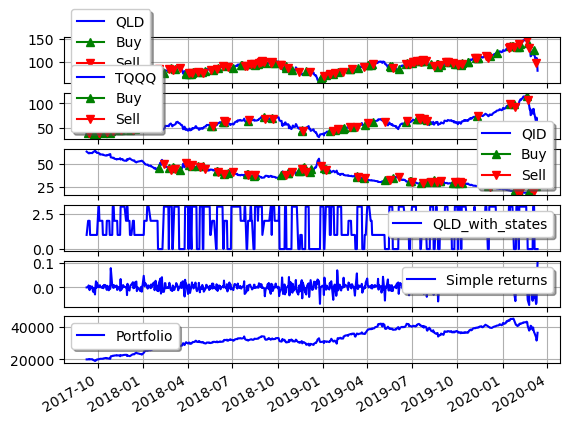 QLD
Buy
Sell
150
100
TQQQ
Buy
Sell
100
50
QID
Buy
Sell
50
25
QLD_with_states
2.5
0.0
Simple returns
0.1
0.0
Portfolio
40000
20000
2017-10
2018-01
2018-04
2018-07
2018-10
2019-01
2019-04
2019-07
2019-10
2020-01
2020-04